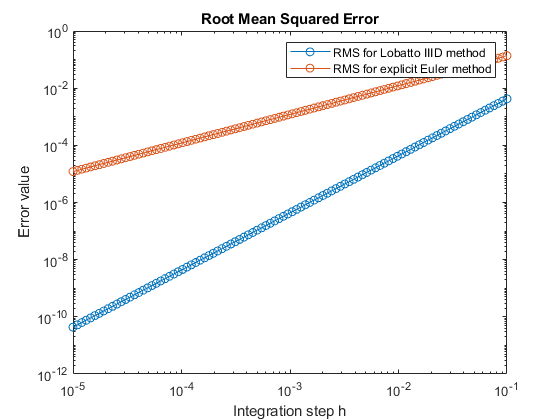 Root Mean Squared Error
RMS for Lobatto IIID method
RMS for explicit Euler method
10^0
10^-2
10^-4
10^-6
10^-8
10^-10
10^-12
Error value
10^-5
10^-4
10^-3
10^-2
10^-1
Integration step h